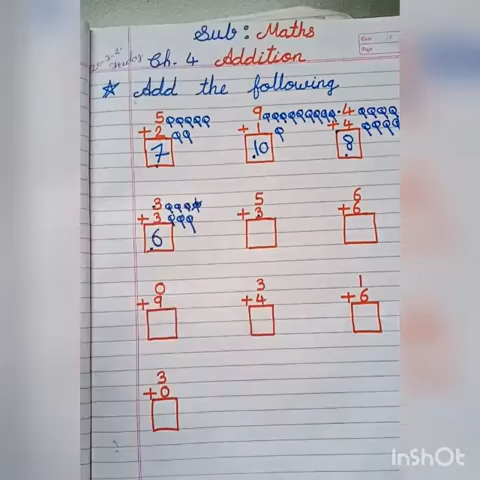 Sub: Maths
Ch. 4 Addition
* Add the following
5 9 4
+2 +1 +4
7 10 8
3 5 6
+3 +3 +6
6
0 3 1
+9 +4 +6
3
+0
InShOt